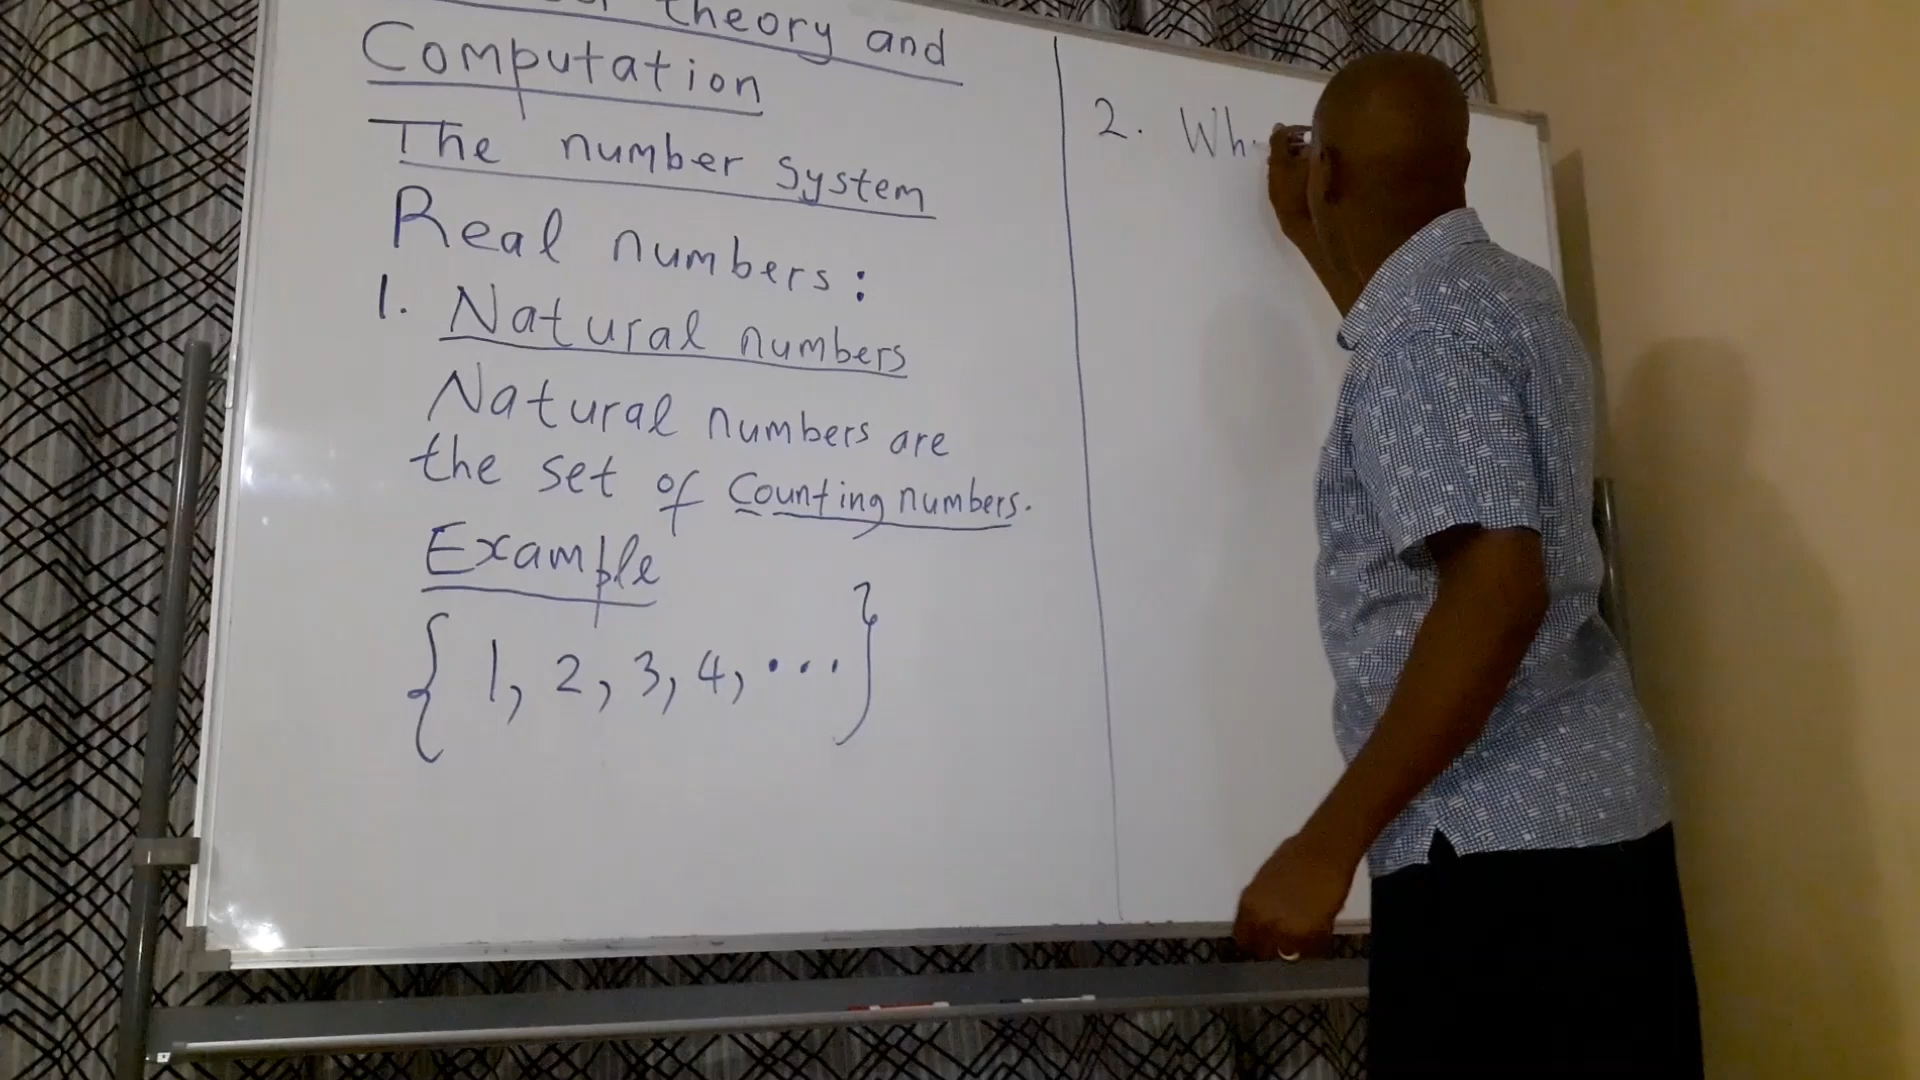 theory and
Computation
The number system
Real numbers:
1. Natural numbers
Natural numbers are
the set of counting numbers.
Example
{ 1, 2, 3, 4, ... }
2. Wh